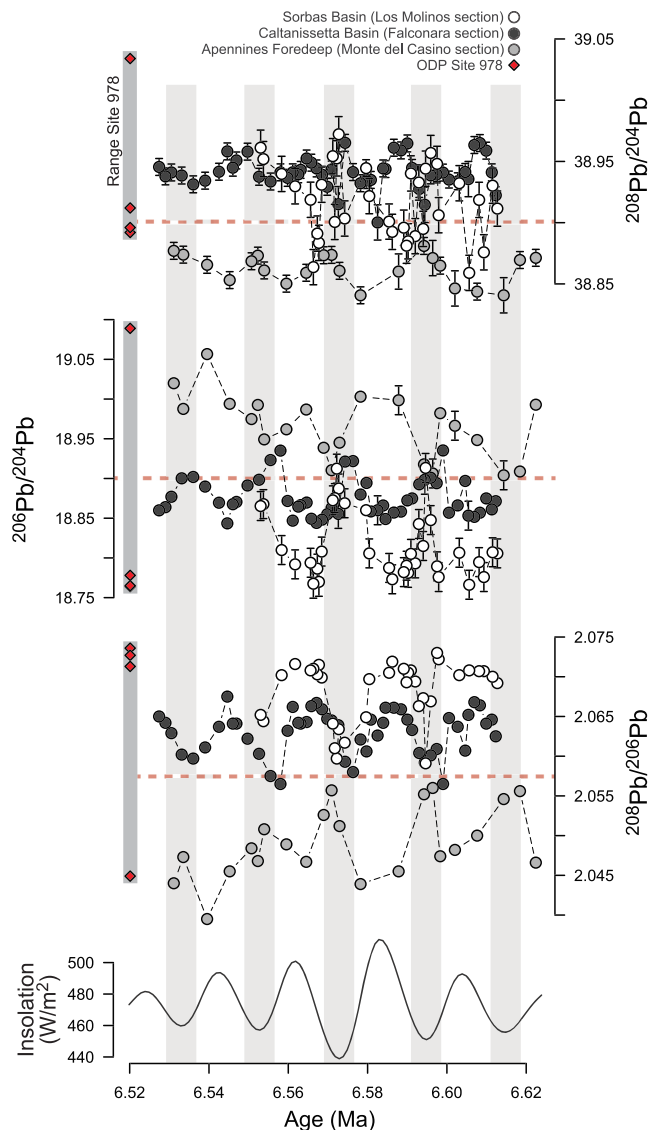 Sorbas Basin (Los Molinos section)
Caltanissetta Basin (Falconara section)
Apennines Foredeep (Monte del Casino section)
ODP Site 978
Range Site 978
39.05
38.95
38.85
208Pb/204Pb
19.05
18.95
18.85
18.75
206Pb/204Pb
2.075
2.065
2.055
2.045
208Pb/206Pb
500
480
460
440
Insolation
(W/m²)
6.52 6.54 6.56 6.58 6.60 6.62
Age (Ma)